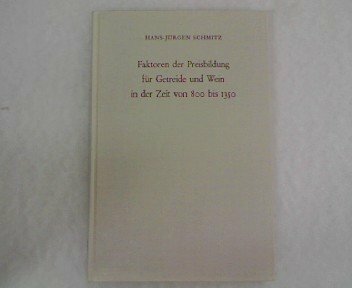 HANS-JÜRGEN SCHMITZ
Faktoren der Preisbildung
für Getreide und Wein
in der Zeit von 800 bis 1350